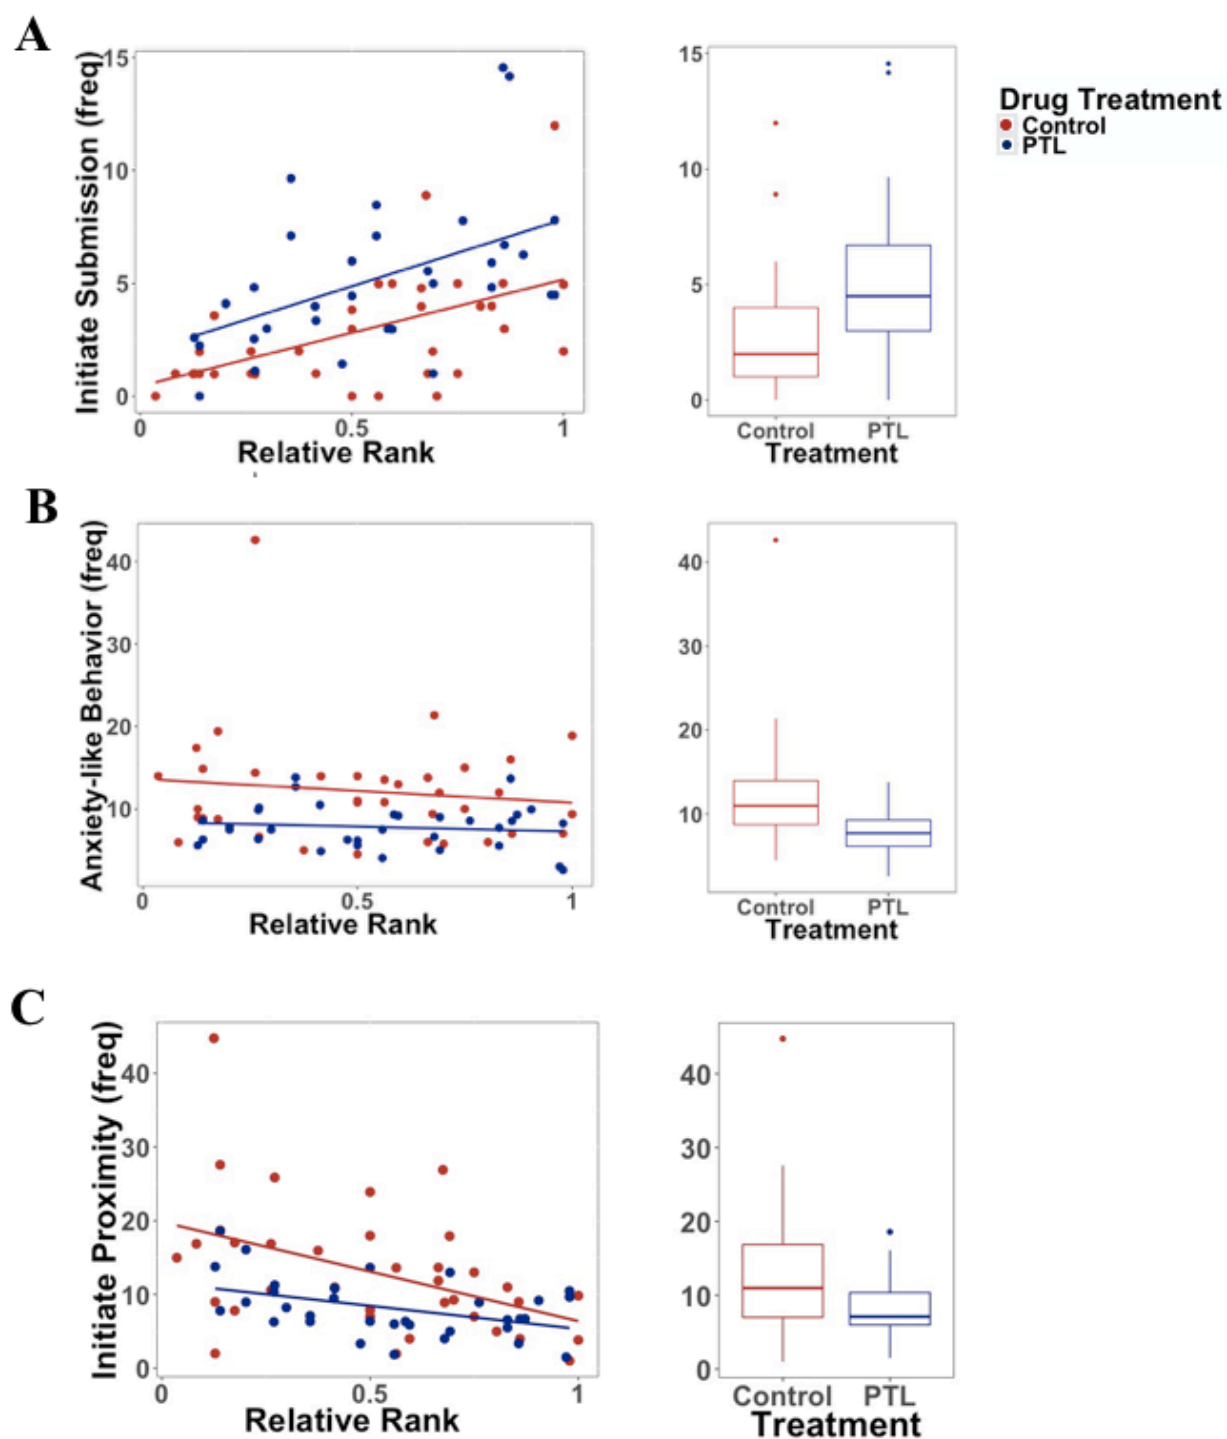 A
Initiate Submission (freq)
15
10
5
0
0
0.5
1
Relative Rank
15
10
5
0
Control
PTL
Treatment
Drug Treatment
Control
PTL
B
Anxiety-like Behavior (freq)
40
30
20
10
0
0.5
1
Relative Rank
40
30
20
10
Control
PTL
Treatment
C
Initiate Proximity (freq)
40
30
20
10
0
0
0.5
1
Relative Rank
40
30
20
10
0
Control
PTL
Treatment